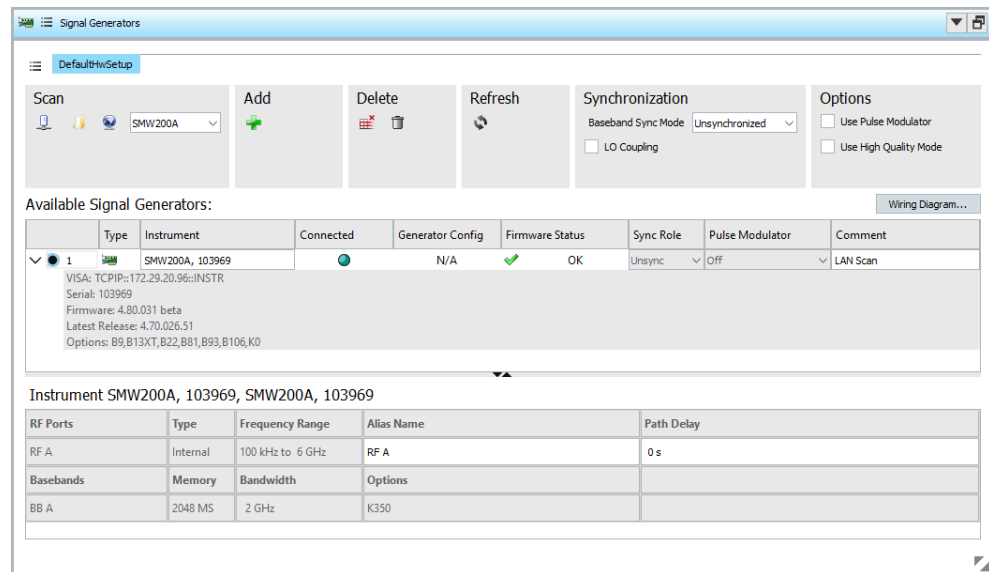 Signal Generators
DefaultHwSetup
Scan Add Delete Refresh Synchronization Options
SMW200A Baseband Sync Mode Unsynchronized Use Pulse Modulator
LO Coupling Use High Quality Mode
Available Signal Generators: Wiring Diagram...
Type Instrument Connected Generator Config Firmware Status Sync Role Pulse Modulator Comment
1 SMW200A, 103969 N/A OK Unsync Off LAN Scan
VISA: TCPIP::172.29.20.96::INSTR
Serial: 103969
Firmware: 4.80.031 beta
Latest Release: 4.70.026.51
Options: B9,B13XT,B22,B81,B93,B106,K0
Instrument SMW200A, 103969, SMW200A, 103969
RF Ports Type Frequency Range Alias Name Path Delay
RF A Internal 100 kHz to 6 GHz RF A 0 s
Basebands Memory Bandwidth Options
BB A 2048 MS 2 GHz K350